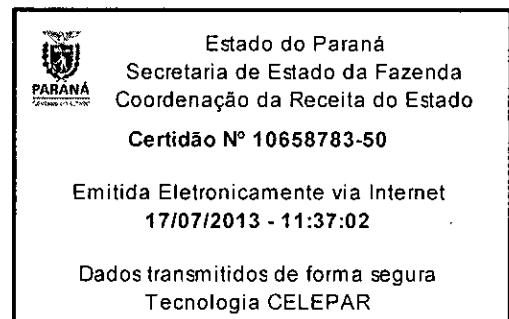 Estado do Paraná
Secretaria de Estado da Fazenda
PARANÁ
Coordenação da Receita do Estado
Certidão Nº 10658783-50
Emitida Eletronicamente via Internet
17/07/2013 - 11:37:02
Dados transmitidos de forma segura
Tecnologia CELEPAR